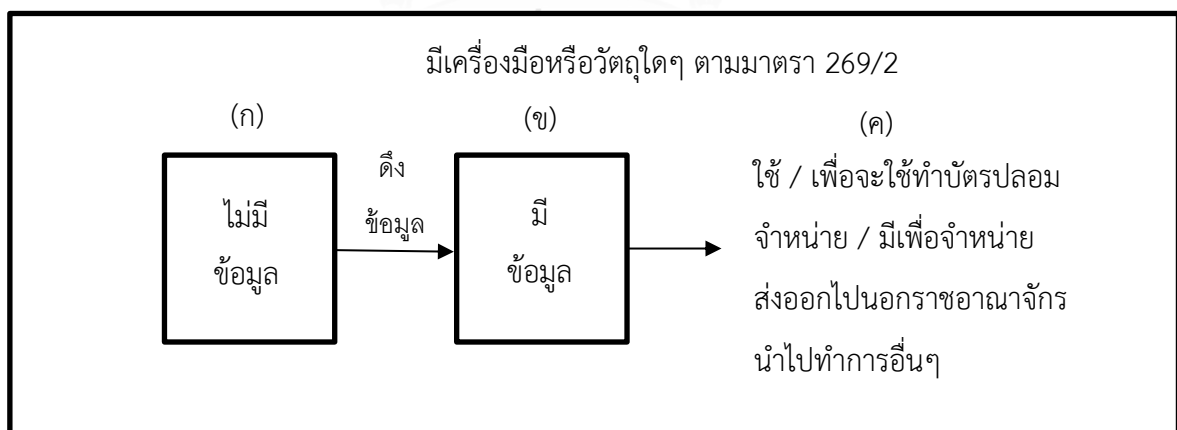 มีเครื่องมือหรือวัตถุใดๆ ตามมาตรา 269/2
(ก)
(ข)
(ค)
ไม่มี
ข้อมูล
ดึง
ข้อมูล
มี
ข้อมูล
ใช้ / เพื่อจะใช้ทำบัตรปลอม
จำหน่าย / มีเพื่อจำหน่าย
ส่งออกไปนอกราชอาณาจักร
นำไปทำการอื่นๆ